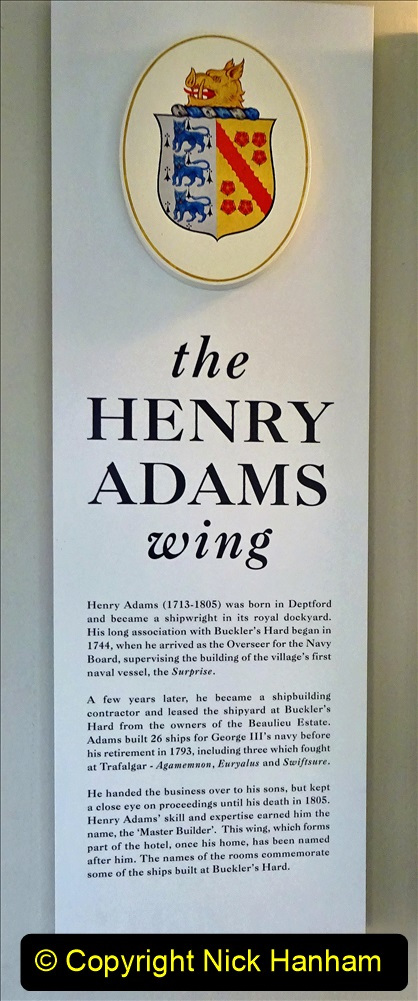 the
HENRY
ADAMS
wing
Henry Adams (1713-1805) was born in Deptford
and became a shipwright in its royal dockyard.
His long association with Buckler's Hard began in
1744, when he arrived as the Overseer for the Navy
Board, supervising the building of the village's first
naval vessel, the Surprise.
A few years later, he became a shipbuilding
contractor and leased the shipyard at Buckler's
Hard from the owners of the Beaulieu Estate.
Adams built 26 ships for George III's navy before
his retirement in 1793, including three which fought
at Trafalgar - Agamemnon, Euryalus and Swiftsure.
He handed the business over to his sons, but kept
a close eye on proceedings until his death in 1805.
Henry Adams' skill and expertise earned him the
name, the 'Master Builder'. This wing, which forms
part of the hotel, once his home, has been named
after him. The names of the rooms commemorate
some of the ships built at Buckler's Hard.
© Copyright Nick Hanham